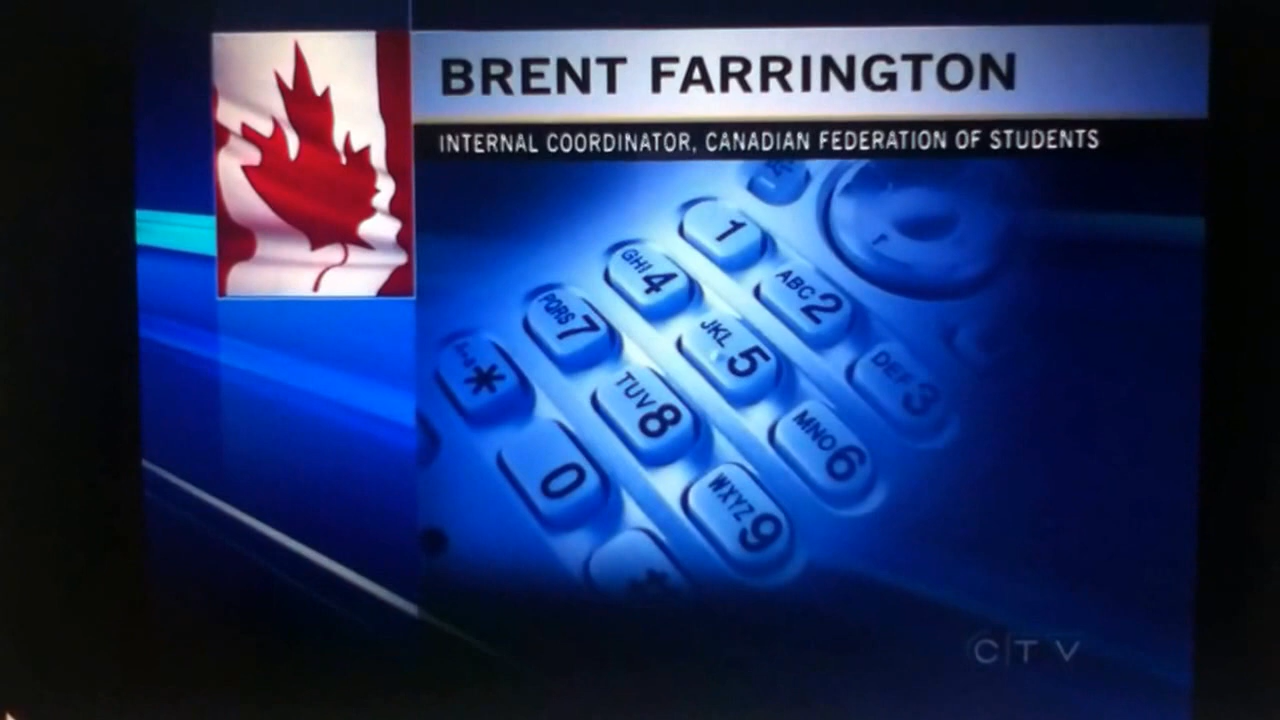 BRENT FARRINGTON
INTERNAL COORDINATOR, CANADIAN FEDERATION OF STUDENTS
1
GHI 4
ABC 2
PQRS 7
JKL 5
DEF 3
*
TUV 8
MNO 6
0
WXYZ 9
CTV